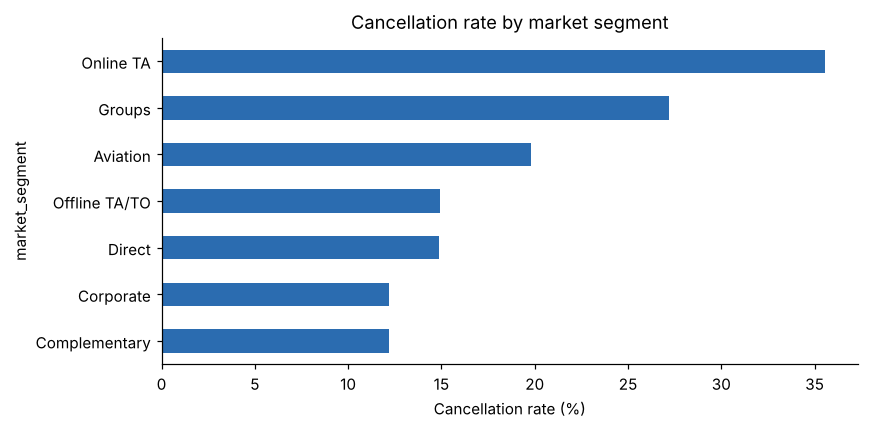 Cancellation rate by market segment
market_segment
Online TA
Groups
Aviation
Offline TA/TO
Direct
Corporate
Complementary
0 5 10 15 20 25 30 35
Cancellation rate (%)